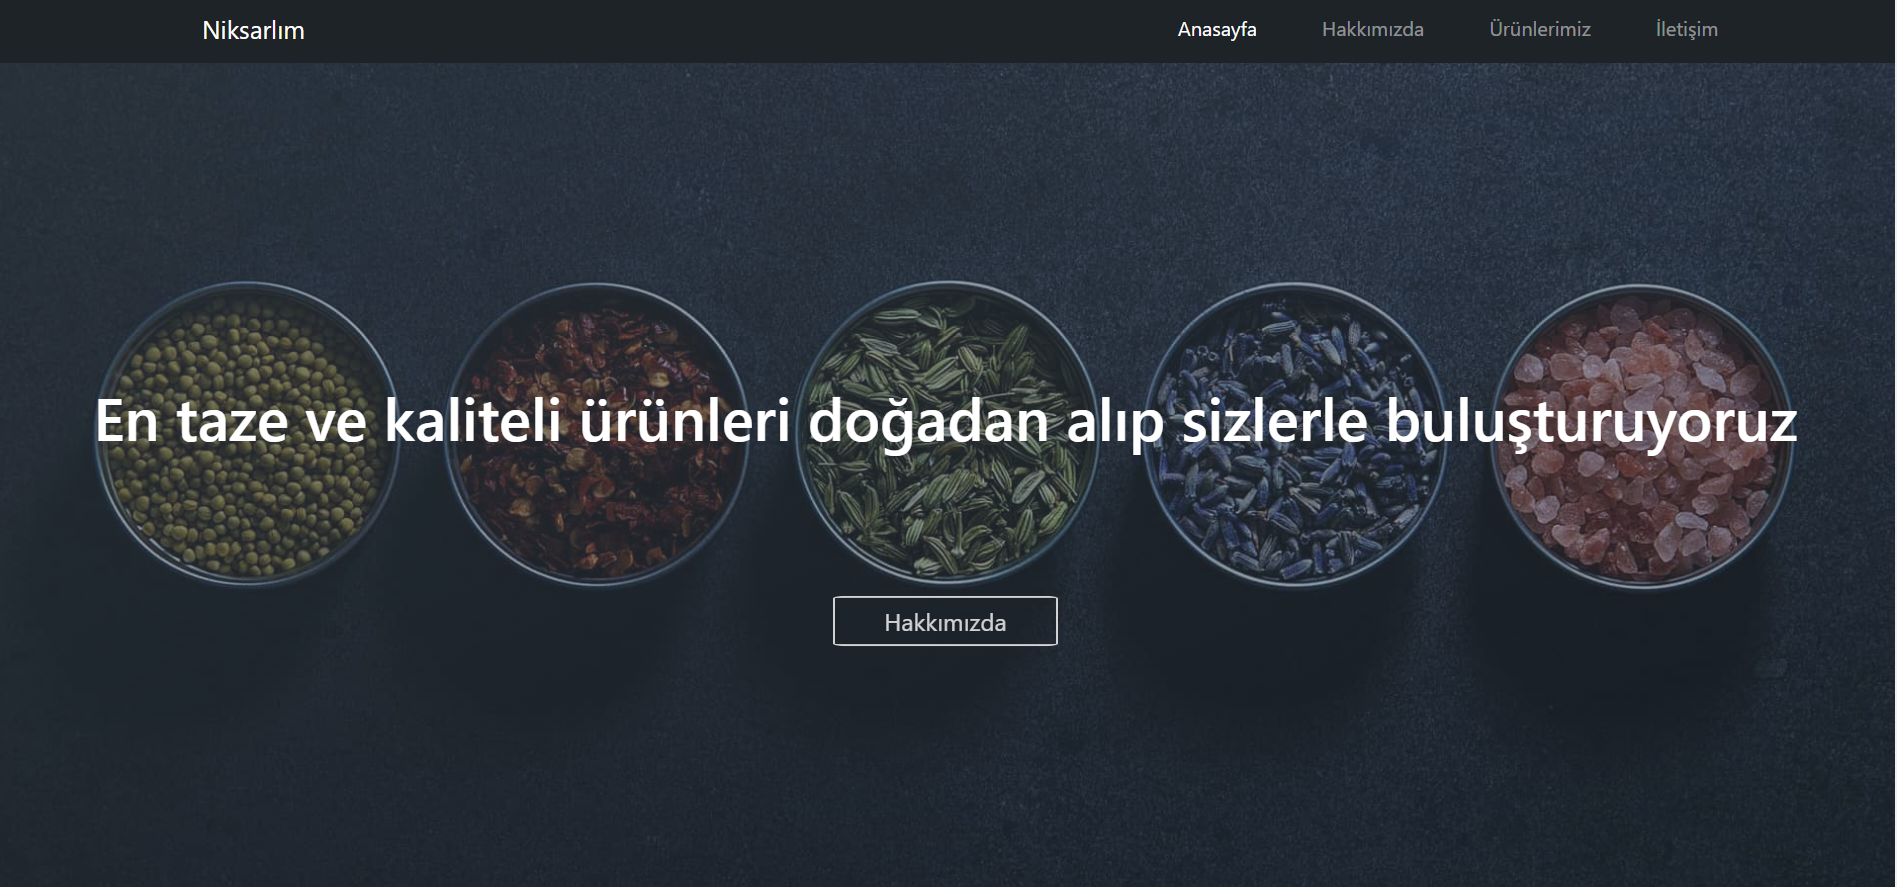 Niksarlım
Anasayfa Hakkımızda Ürünlerimiz İletişim
En taze ve kaliteli ürünleri doğadan alıp sizlerle buluşturuyoruz
Hakkımızda